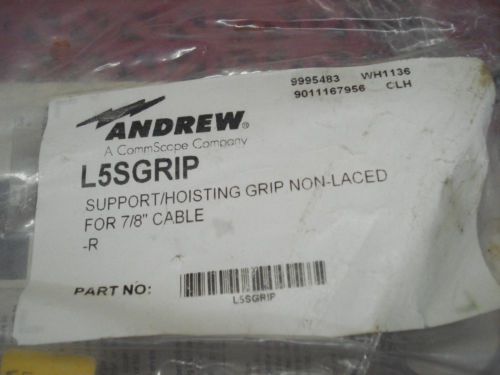 9995483 WH1136
9011167956 CLH
ANDREW®
A CommScope Company
L5SGRIP
SUPPORT/HOISTING GRIP NON-LACED
FOR 7/8" CABLE
-R
PART NO:
L5SGRIP